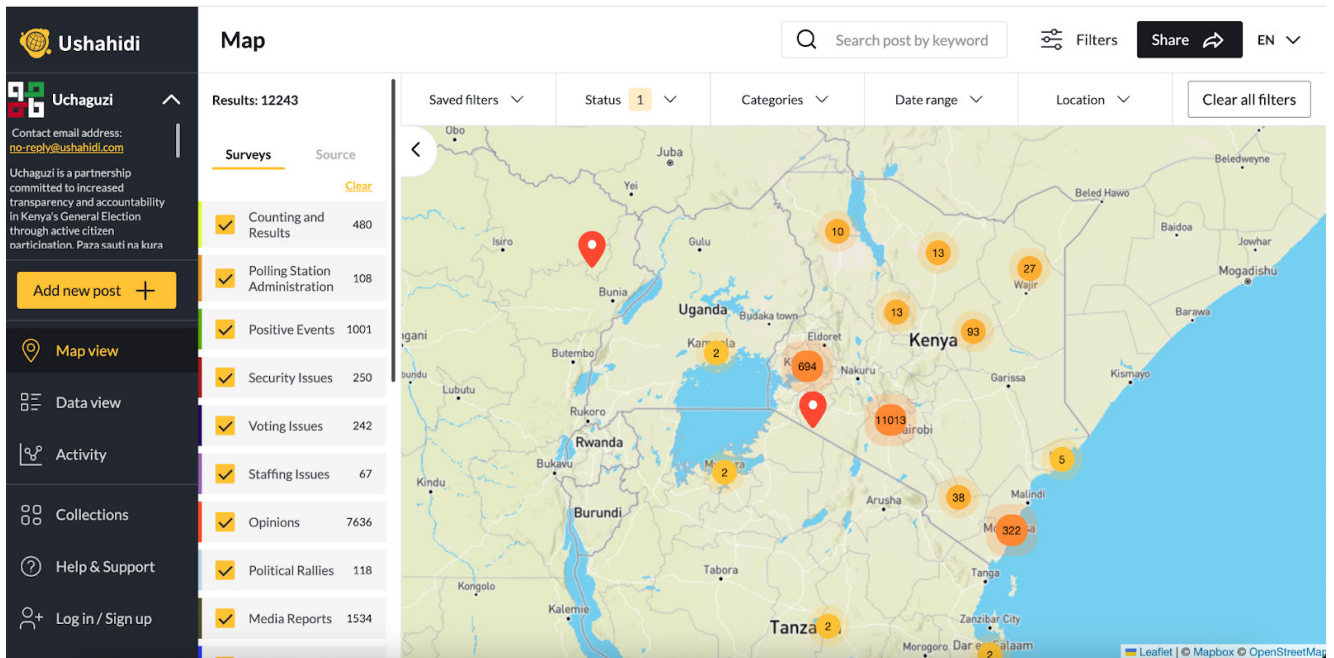 Ushahidi
Map
Search post by keyword
Filters
Share
EN
Uchaguzi
Contact email address:
no-reply@ushahidi.com
Uchaguzi is a partnership
committed to increased
transparency and accountability
in Kenya's General Election
through active citizen
participation. Paza sauti na kura
Add new post
Map view
Data view
Activity
Collections
Help & Support
Log in / Sign up
Results: 12243
Surveys Source
Clear
Counting and
Results 480
Polling Station
Administration 108
Positive Events 1001
Security Issues 250
Voting Issues 242
Staffing Issues 67
Opinions 7636
Political Rallies 118
Media Reports 1534
Saved filters Status 1 Categories Date range Location Clear all filters
Obo
Juba
Beledweyne
Yei
Beled Hawo
Baidoa
10
Isiro
Gulu
13
Jowhar
27
Mogadishu
Wajir
Bunia
Uganda
Budaka town
13
Barawa
93
Eldoret
Kenya
2
Butembo
694
Nakuru
Garissa
Kismayo
Lubutu
Rukoro
11013
Rwanda
5
Bukavu
2
Kindu
38
Malindi
Arusha
Burundi
322
Tabora
Tanga
Kongolo
Kalemie
Zanzibar City
2
Morogoro
2
Leaflet | © Mapbox © OpenStreetMap